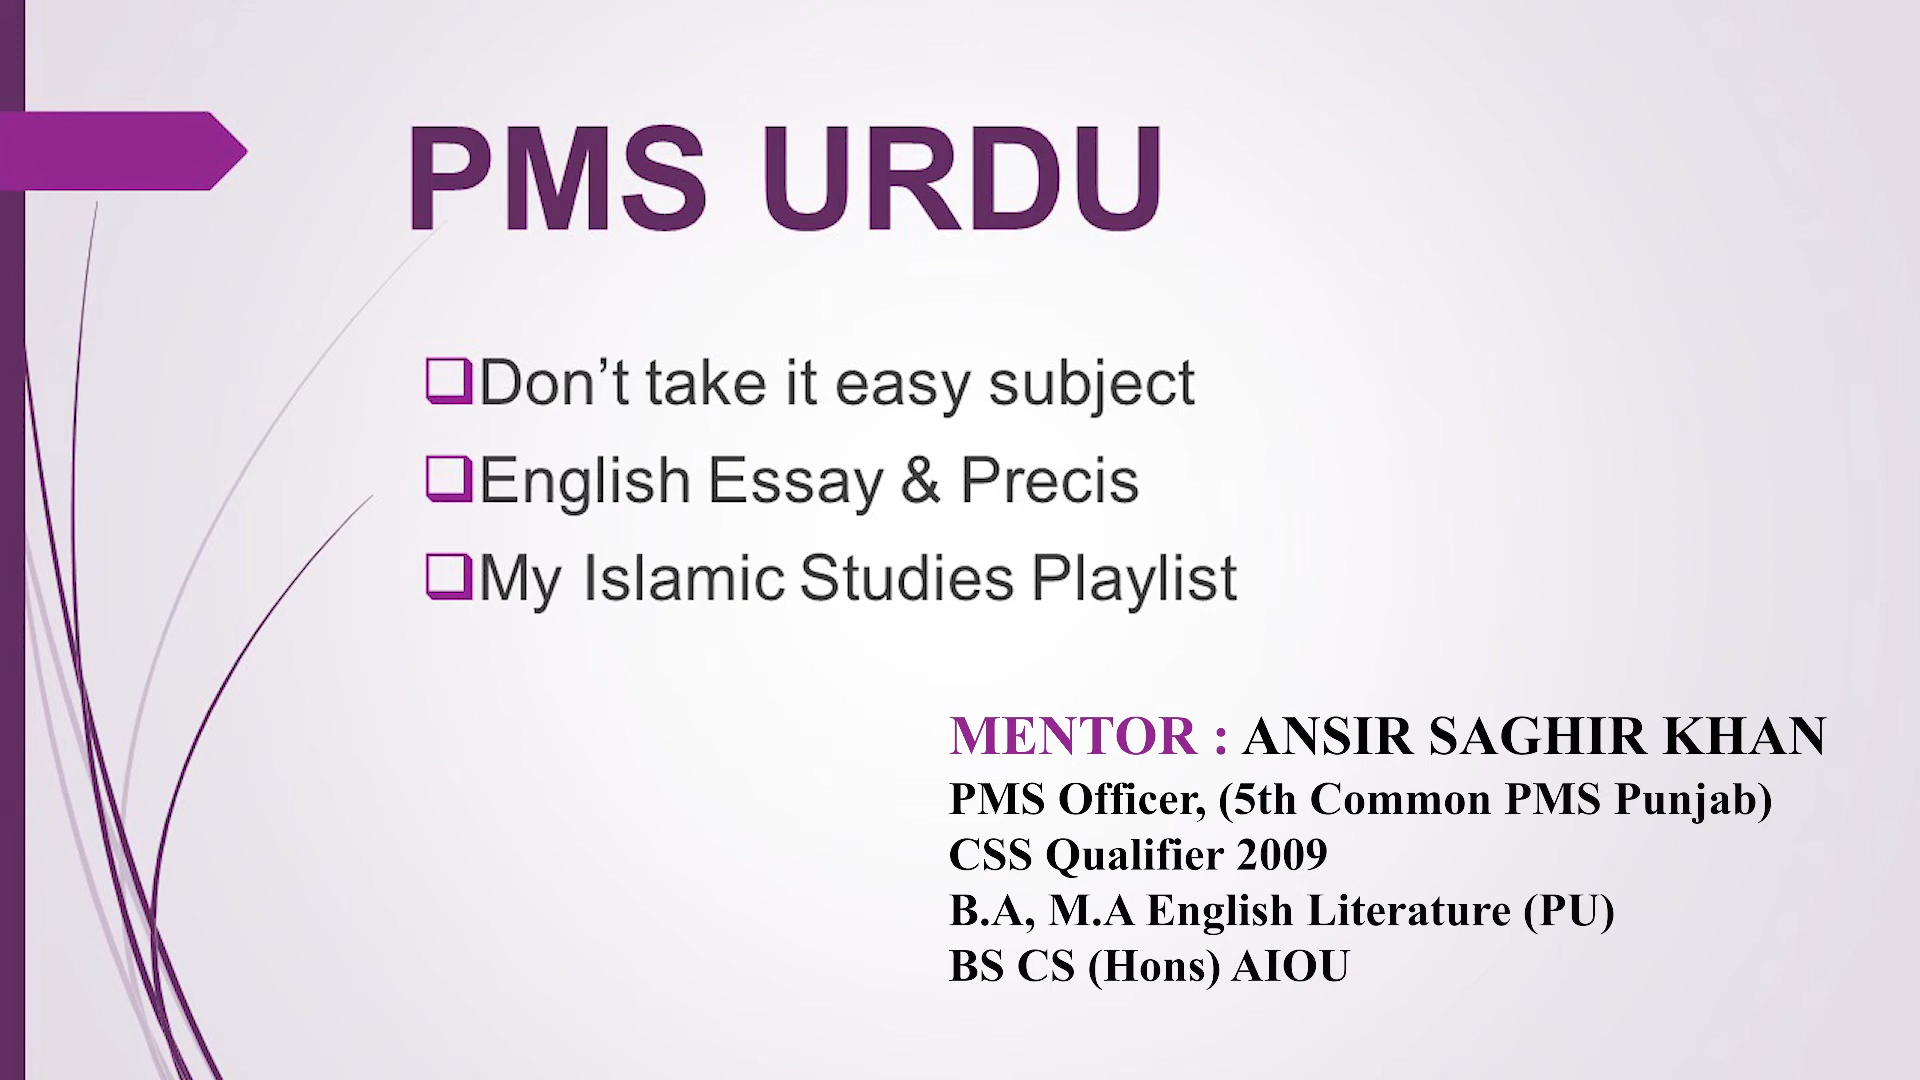 PMS URDU
Don’t take it easy subject
English Essay & Precis
My Islamic Studies Playlist
MENTOR : ANSIR SAGHIR KHAN
PMS Officer, (5th Common PMS Punjab)
CSS Qualifier 2009
B.A, M.A English Literature (PU)
BS CS (Hons) AIOU